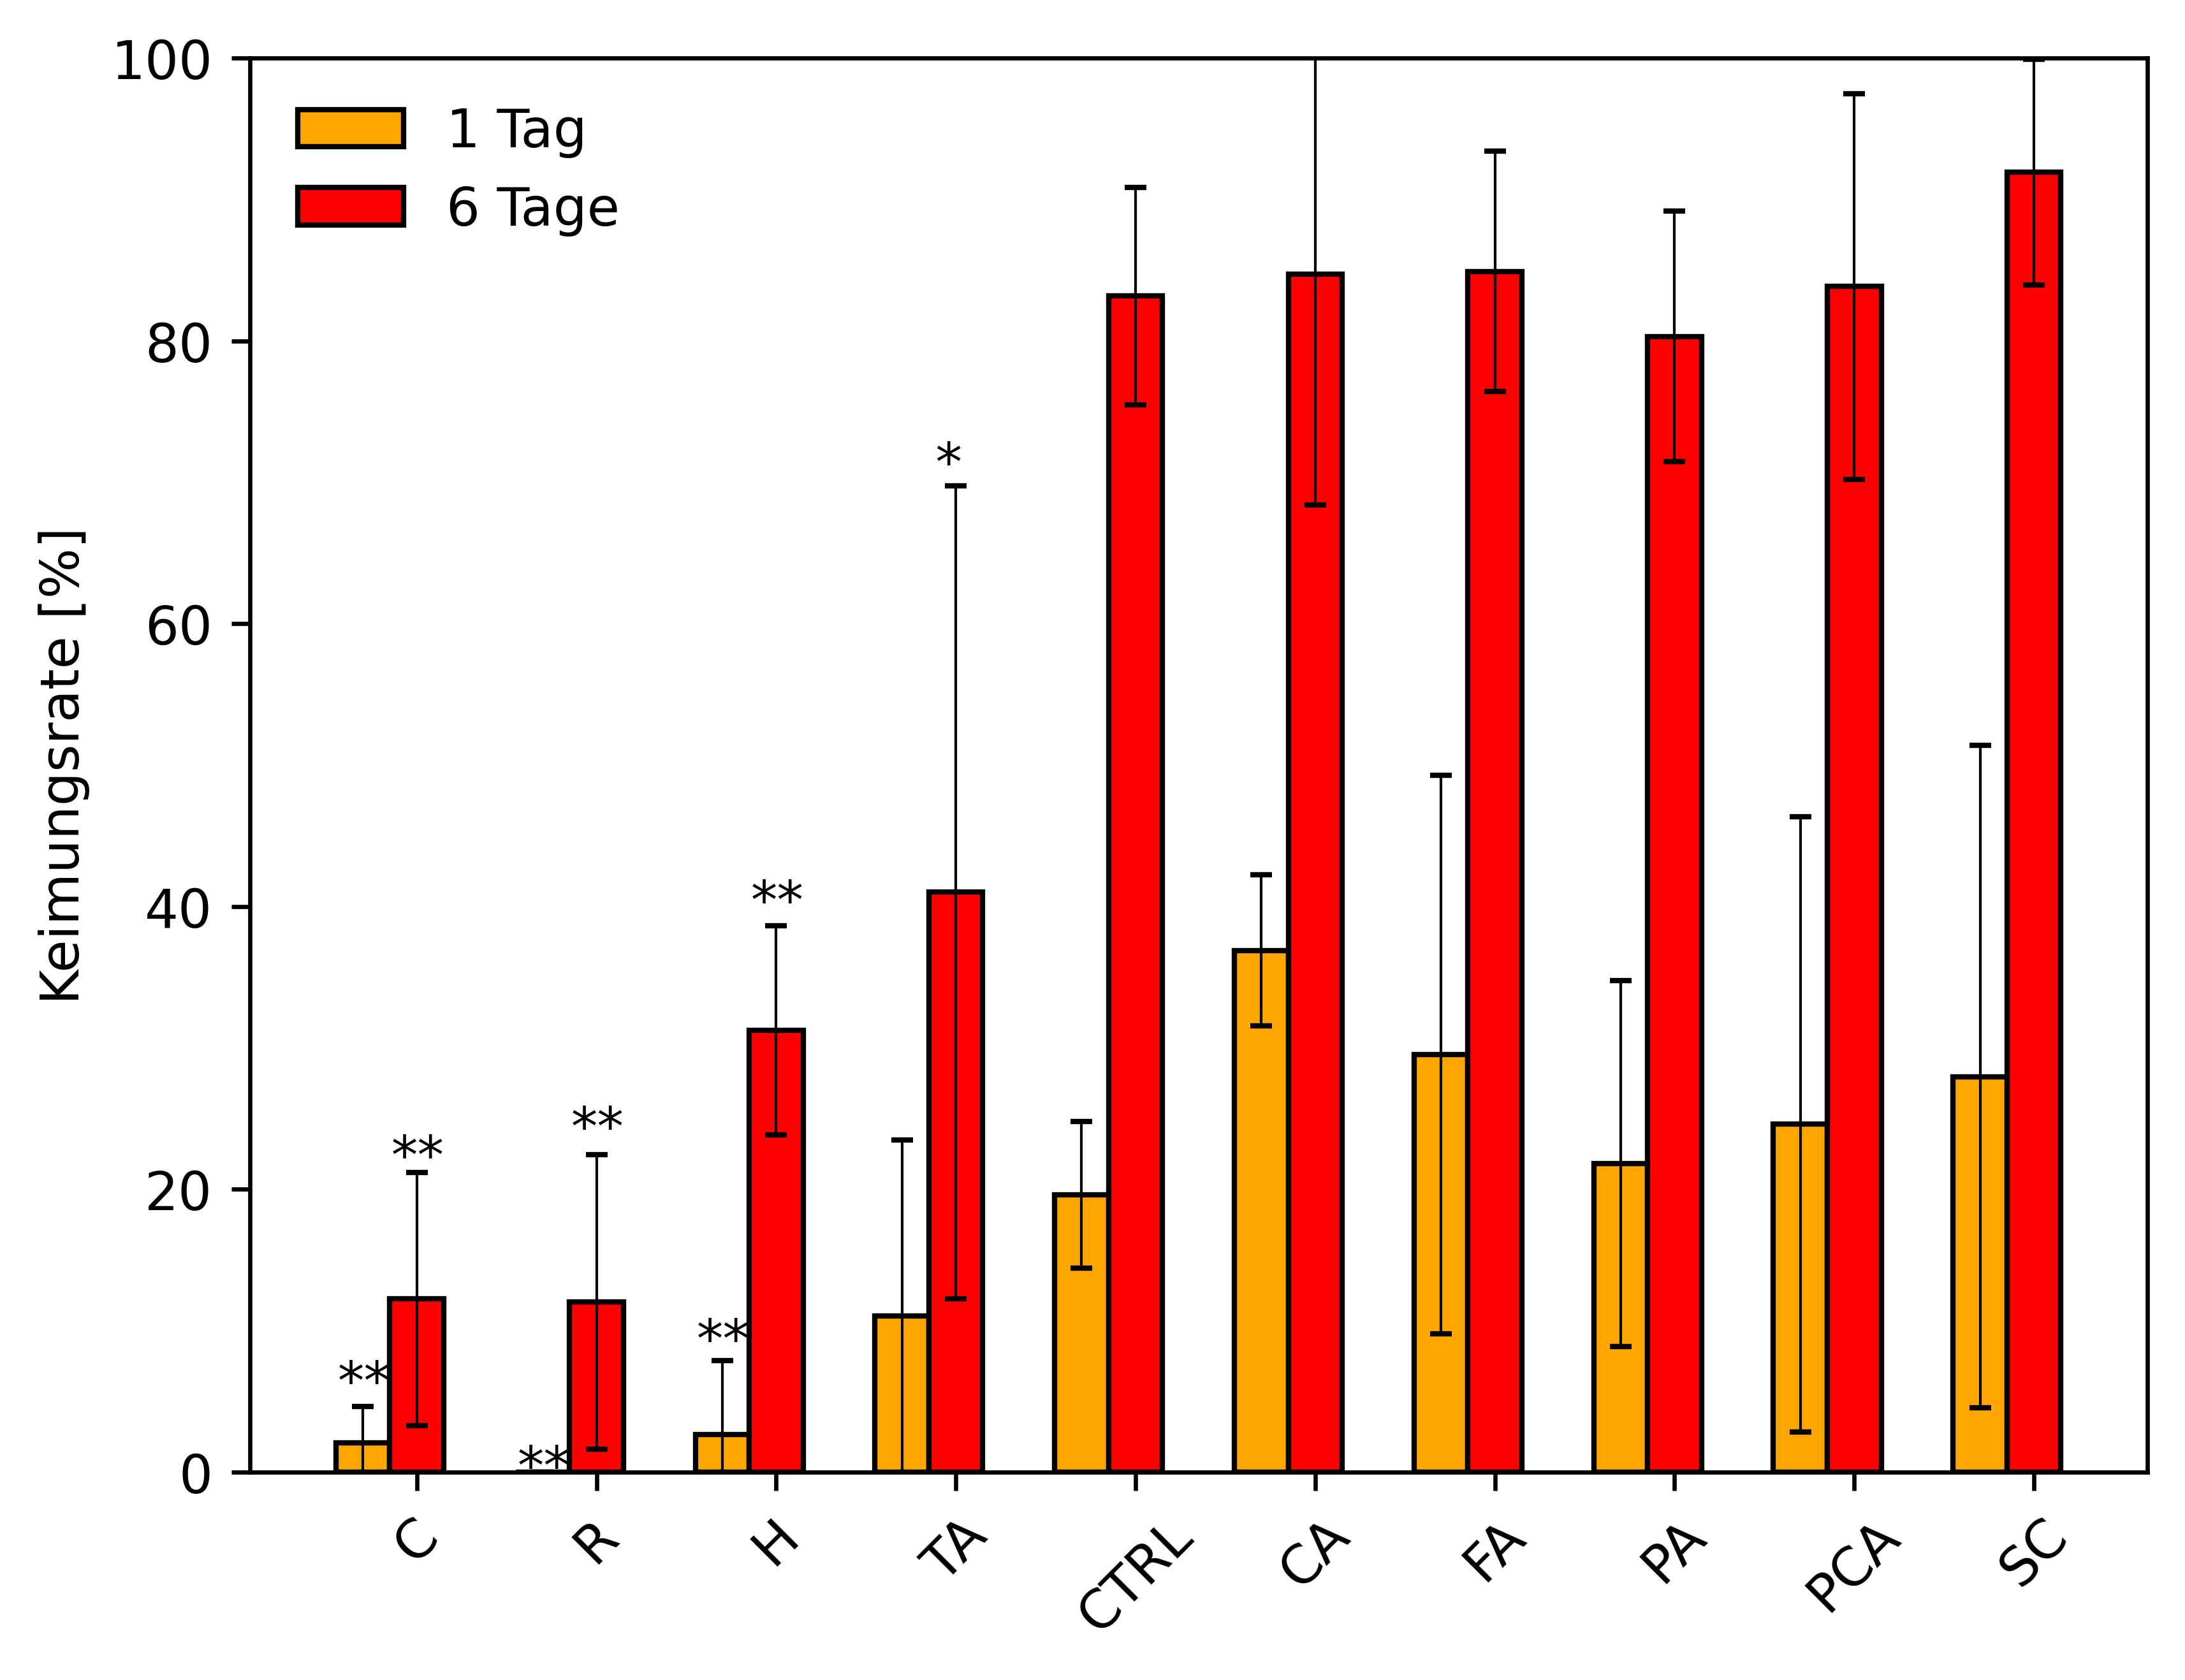 100
80
60
40
20
0
Keimungsrate [%]
1 Tag
6 Tage
*
**
**
**
**
**
**
C
R
H
TA
CTRL
CA
FA
PA
PCA
SC